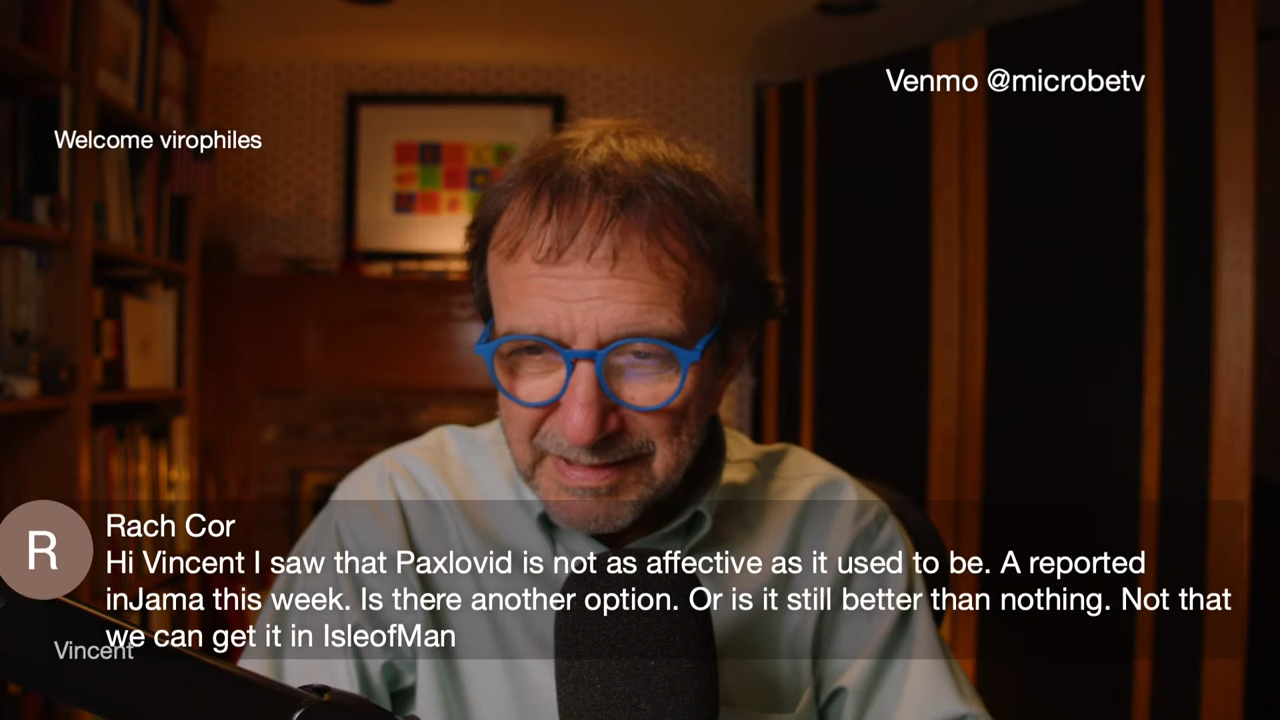 Venmo @microbetv
Welcome virophiles
R
Rach Cor
Hi Vincent I saw that Paxlovid is not as affective as it used to be. A reported
inJama this week. Is there another option. Or is it still better than nothing. Not that
we can get it in IsleofMan
Vincent